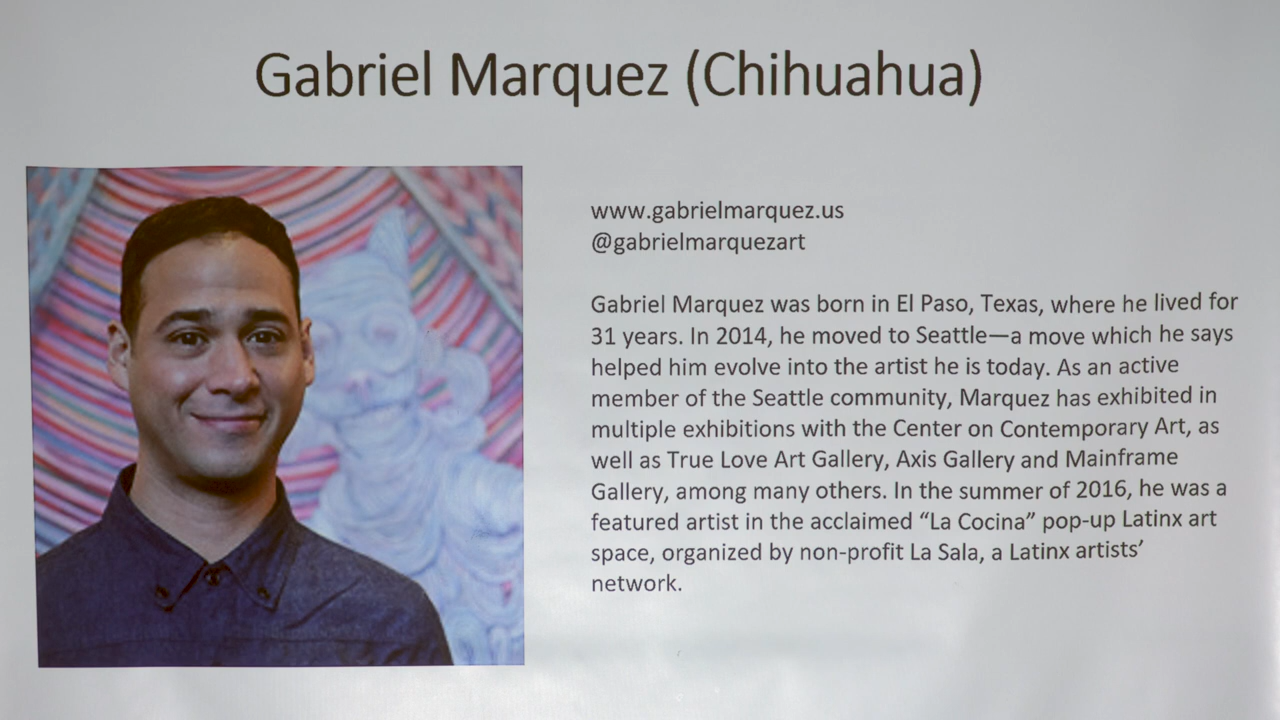 Gabriel Marquez (Chihuahua)
www.gabrielmarquez.us
@gabrielmarquezart
Gabriel Marquez was born in El Paso, Texas, where he lived for
31 years. In 2014, he moved to Seattle—a move which he says
helped him evolve into the artist he is today. As an active
member of the Seattle community, Marquez has exhibited in
multiple exhibitions with the Center on Contemporary Art, as
well as True Love Art Gallery, Axis Gallery and Mainframe
Gallery, among many others. In the summer of 2016, he was a
featured artist in the acclaimed “La Cocina” pop-up Latinx art
space, organized by non-profit La Sala, a Latinx artists’
network.